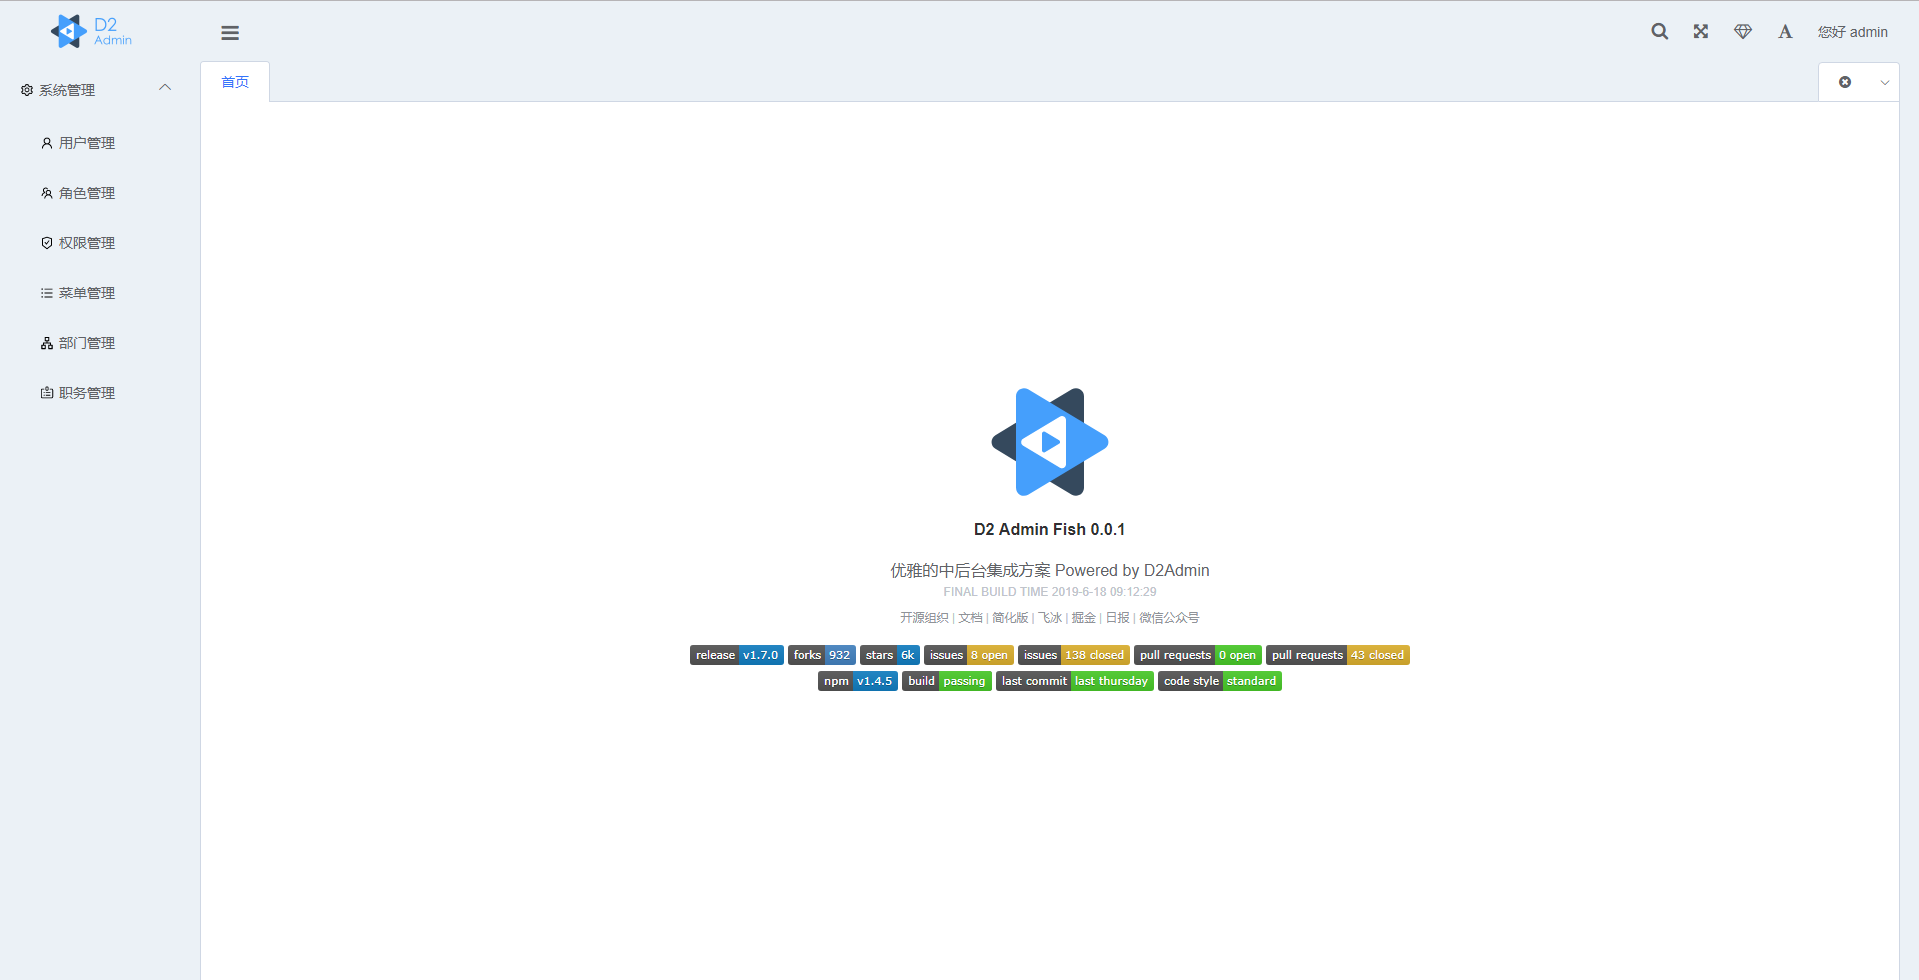 D2
Admin
您好 admin
首页
系统管理
用户管理
角色管理
权限管理
菜单管理
部门管理
职务管理
D2 Admin Fish 0.0.1
优雅的中后台集成方案 Powered by D2Admin
FINAL BUILD TIME 2019-6-18 09:12:29
开源组织 | 文档 | 简化版 | 飞冰 | 掘金 | 日报 | 微信公众号
release v1.7.0 forks 932 stars 6k issues 8 open issues 138 closed pull requests 0 open pull requests 43 closed
npm v1.4.5 build passing last commit last thursday code style standard